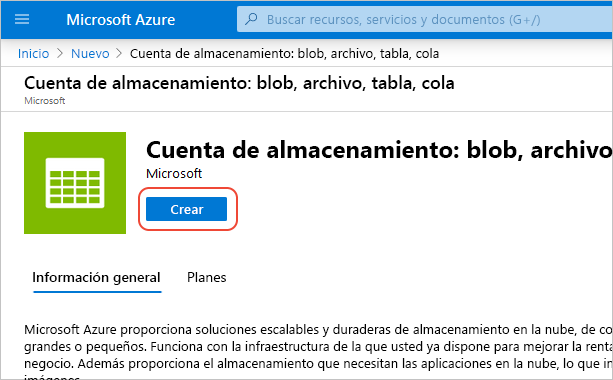 Microsoft Azure
Buscar recursos, servicios y documentos (G+/)
Inicio > Nuevo > Cuenta de almacenamiento: blob, archivo, tabla, cola
Cuenta de almacenamiento: blob, archivo, tabla, cola
Microsoft
Cuenta de almacenamiento: blob, archivo
Microsoft
Crear
Información general Planes
Microsoft Azure proporciona soluciones escalables y duraderas de almacenamiento en la nube, de co
grandes o pequeños. Funciona con la infraestructura de la que usted ya dispone para mejorar la renta
negocio. Además proporciona el almacenamiento que necesitan las aplicaciones en la nube, lo que in
imágenes